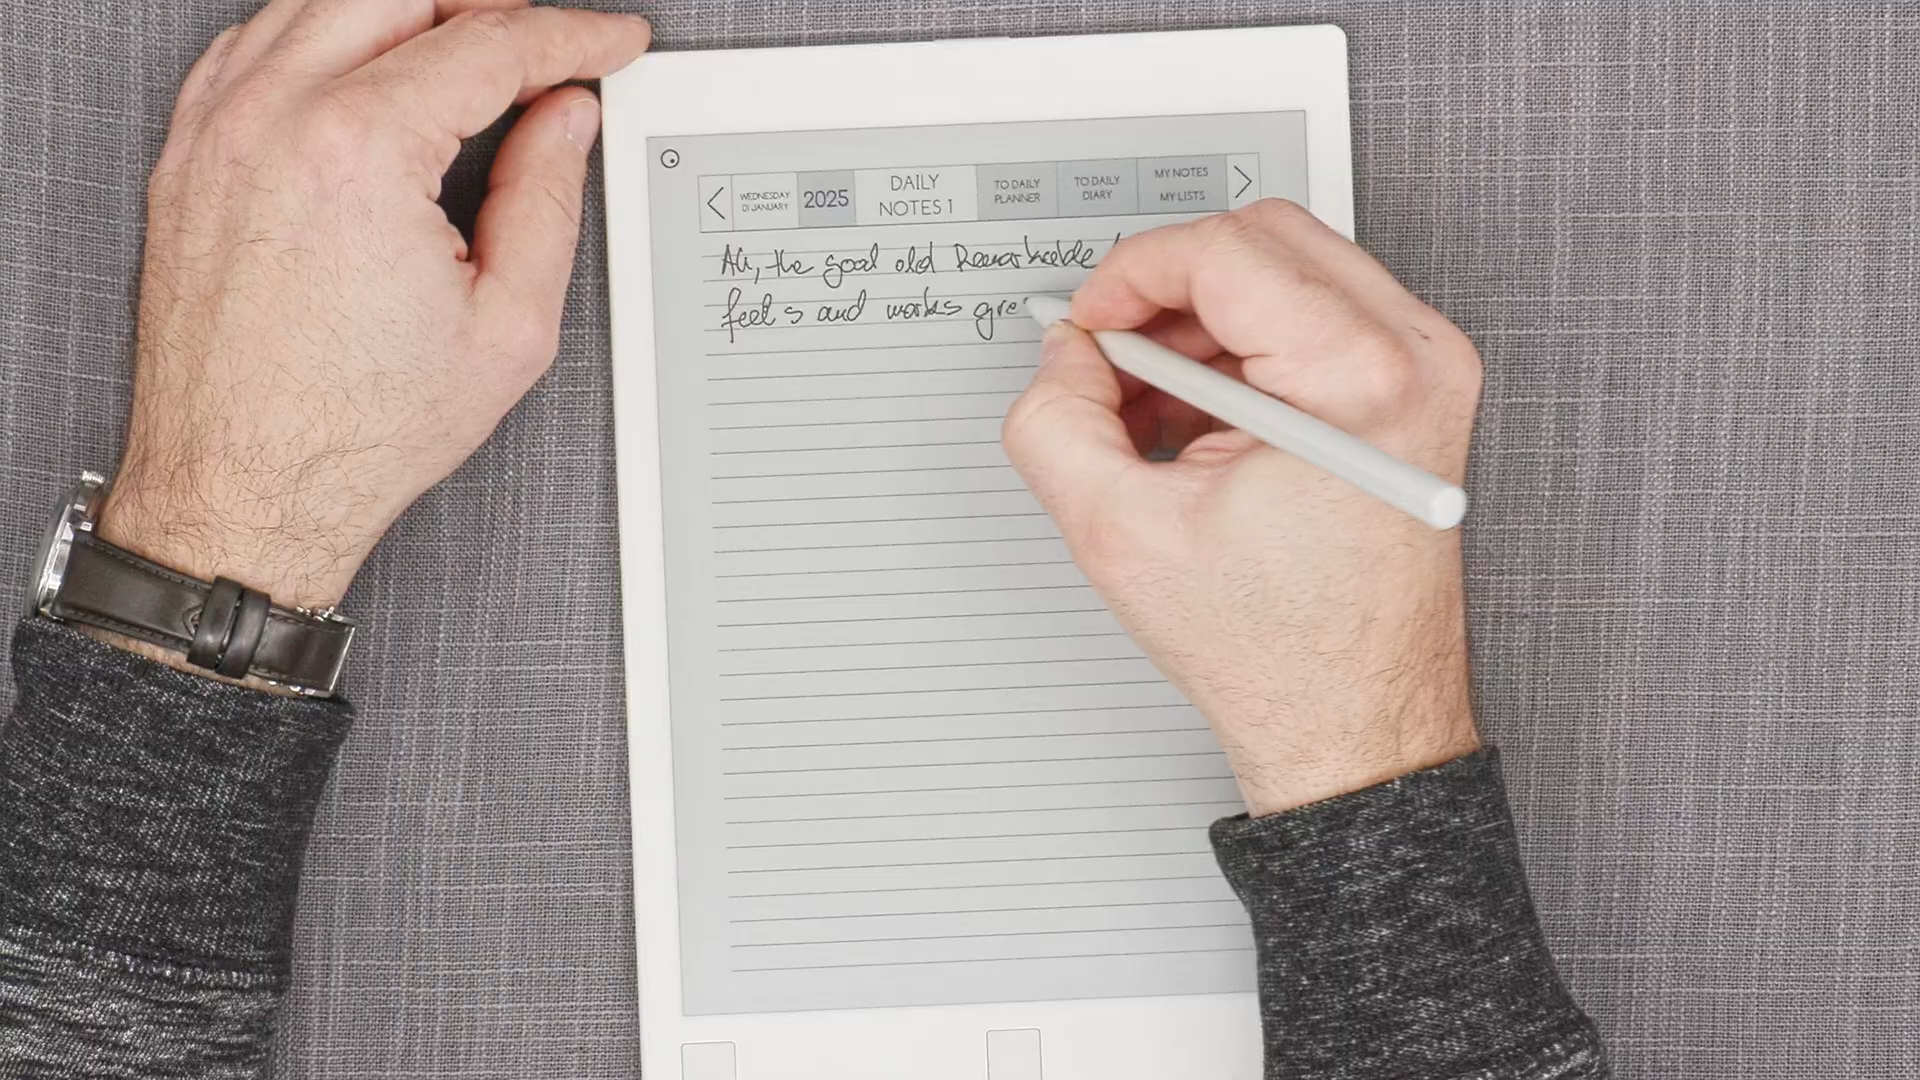 WEDNESDAY
01 JANUARY
2025
DAILY
NOTES 1
TO DAILY
PLANNER
TO DAILY
DIARY
MY NOTES
MY LISTS
Ah, the good old Remarkable
feels and works gre